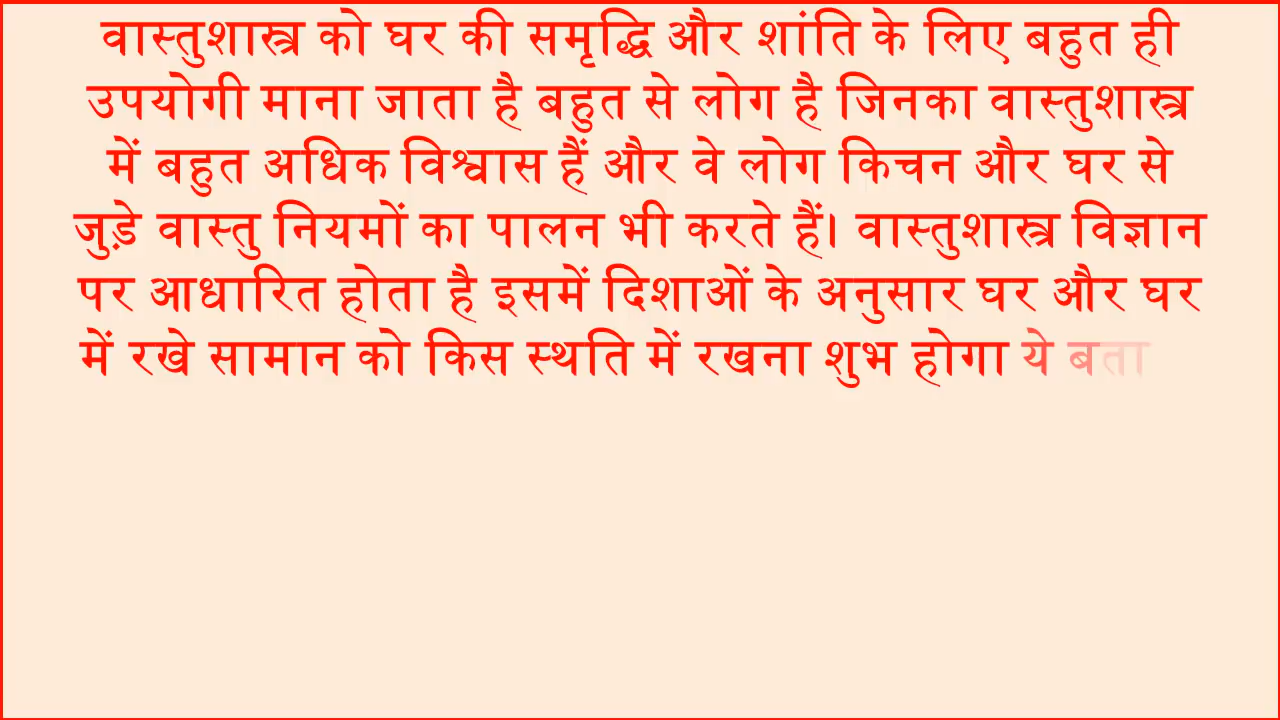 वास्तुशास्त्र को घर की समृद्धि और शांति के लिए बहुत ही
उपयोगी माना जाता है बहुत से लोग है जिनका वास्तुशास्त्र
में बहुत अधिक विश्वास हैं और वे लोग किचन और घर से
जुड़े वास्तु नियमों का पालन भी करते हैं। वास्तुशास्त्र विज्ञान
पर आधारित होता है इसमें दिशाओं के अनुसार घर और घर
में रखे सामान को किस स्थति में रखना शुभ होगा ये बता